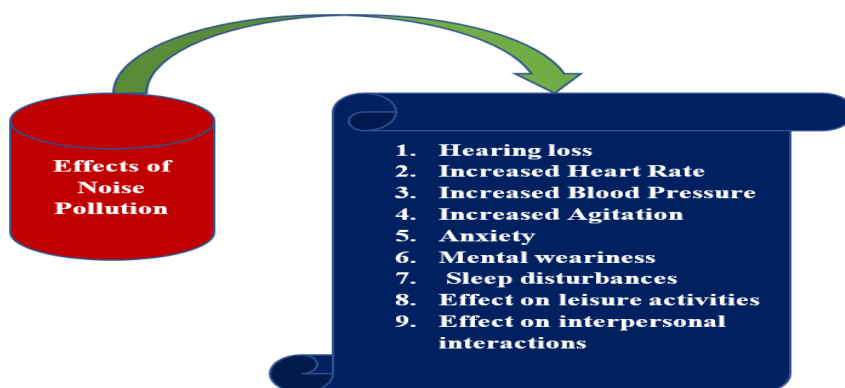 Effects of
Noise
Pollution
1. Hearing loss
2. Increased Heart Rate
3. Increased Blood Pressure
4. Increased Agitation
5. Anxiety
6. Mental weariness
7. Sleep disturbances
8. Effect on leisure activities
9. Effect on interpersonal
interactions